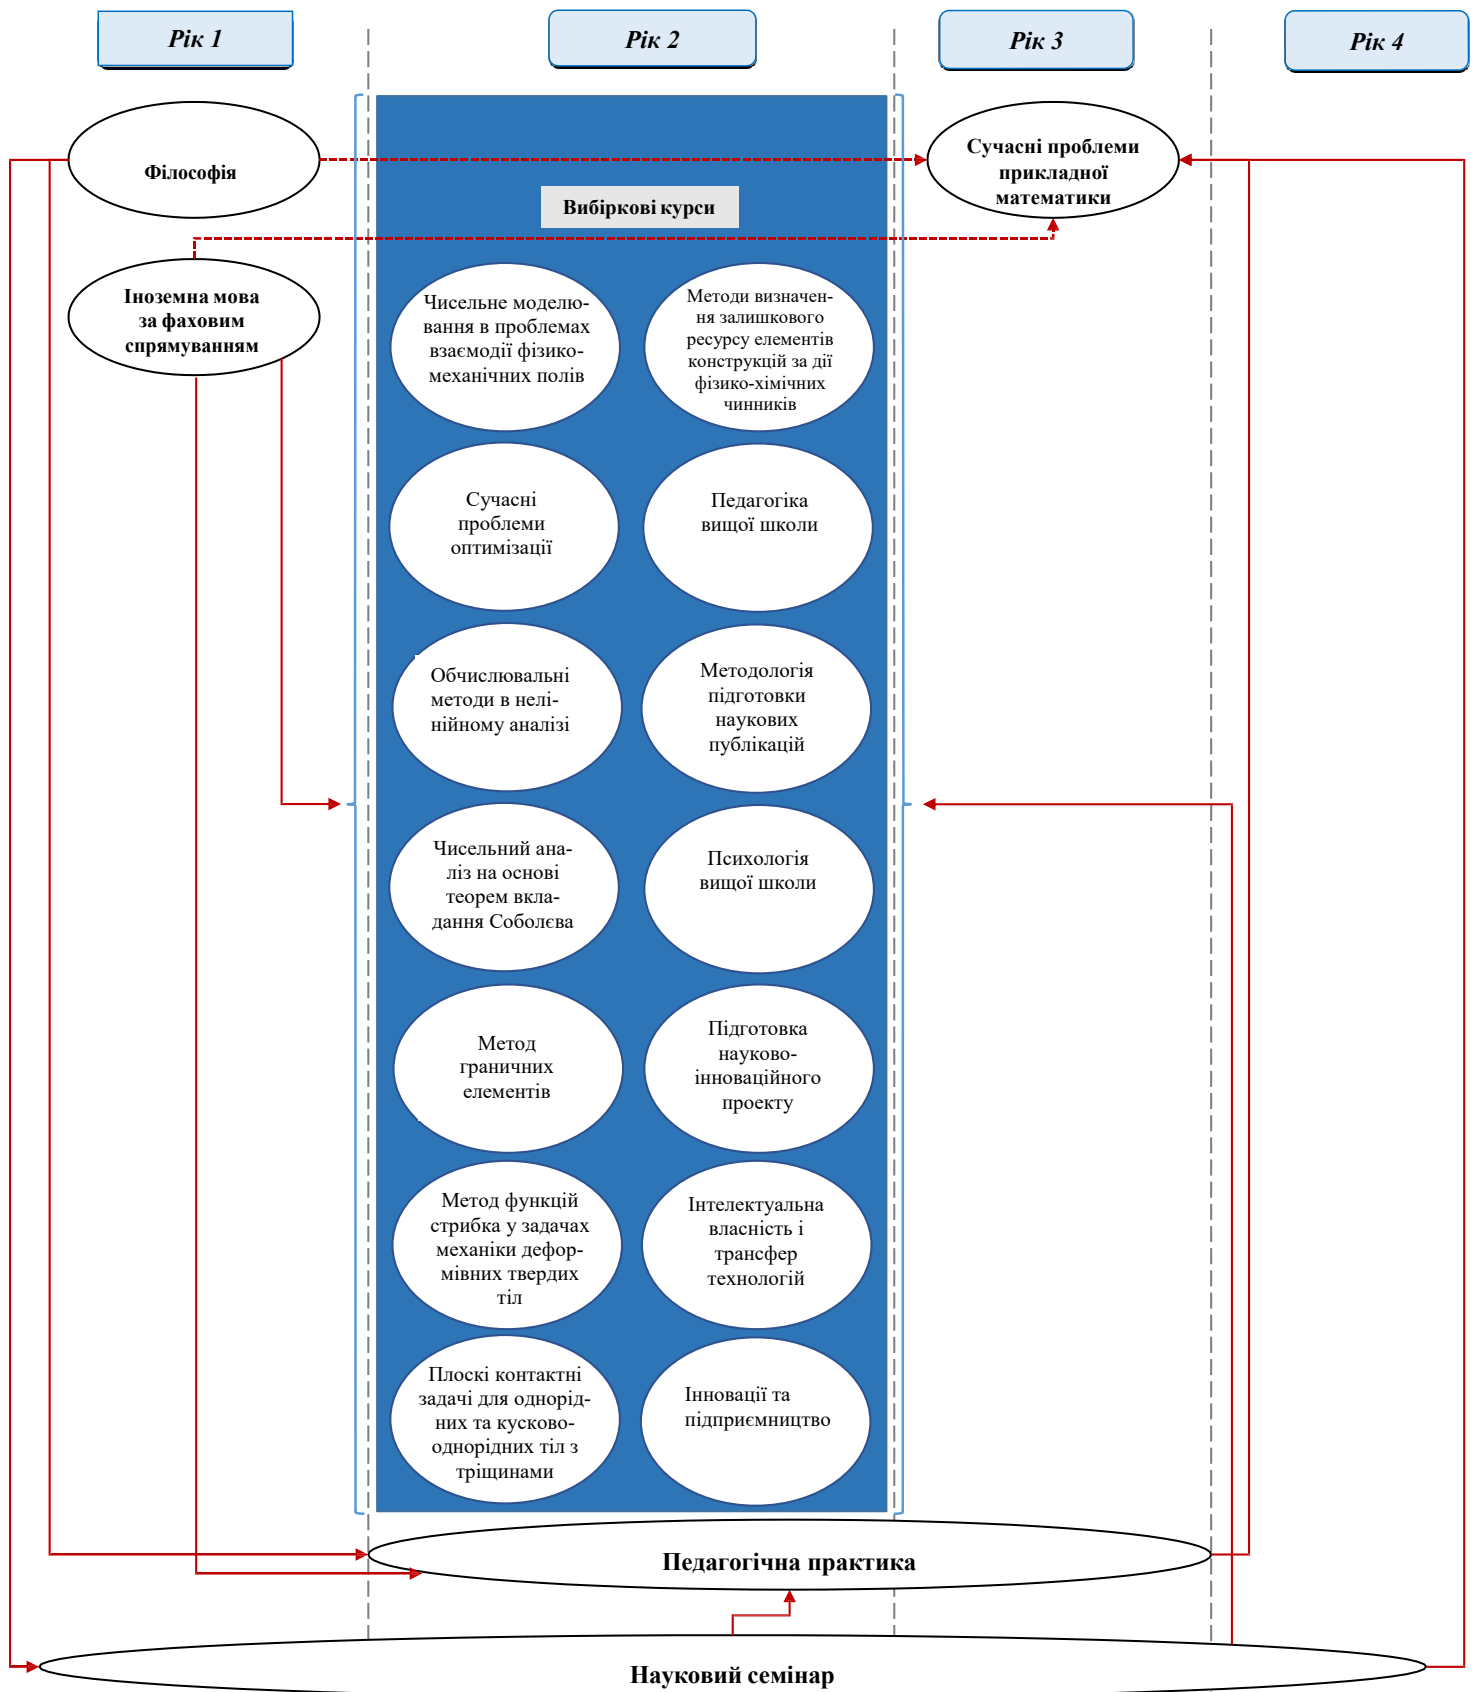 Рік 1
Рік 2
Рік 3
Рік 4
Філософія
Сучасні проблеми
прикладної
математики
Вибіркові курси
Іноземна мова
за фаховим
спрямуванням
Чисельне моделю-
вання в проблемах
взаємодії фізико-
механічних полів
Методи визначен-
ня залишкового
ресурсу елементів
конструкцій за дії
фізико-хімічних
чинників
Сучасні
проблеми
оптимізації
Педагогіка
вищої школи
Обчислювальні
методи в нелі-
нійному аналізі
Методологія
підготовки
наукових
публікацій
Чисельний ана-
ліз на основі
теорем вкла-
дання Соболєва
Психологія
вищої школи
Метод
граничних
елементів
Підготовка
науково-
інноваційного
проекту
Метод функцій
стрибка у задачах
механіки дефор-
мівних твердих
тіл
Інтелектуальна
власність і
трансфер
технологій
Плоскі контактні
задачі для однорід-
них та кусково-
однорідних тіл з
тріщинами
Інновації та
підприємництво
Педагогічна практика
Науковий семінар